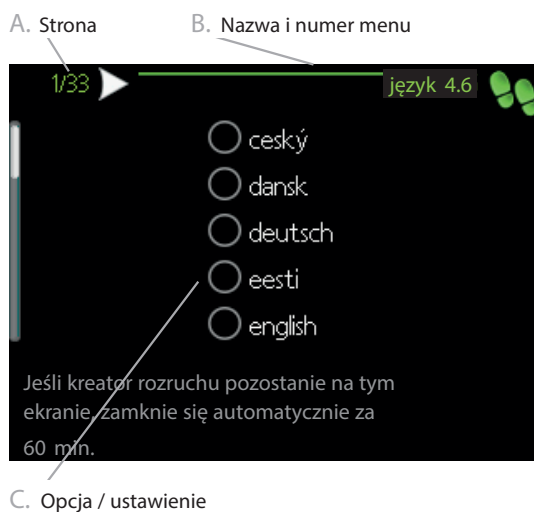 A. Strona
B. Nazwa i numer menu
1/33
język 4.6
ceský
dansk
deutsch
eesti
english
Jeśli kreator rozruchu pozostanie na tym
ekranie, zamknie się automatycznie za
60 min.
C. Opcja / ustawienie